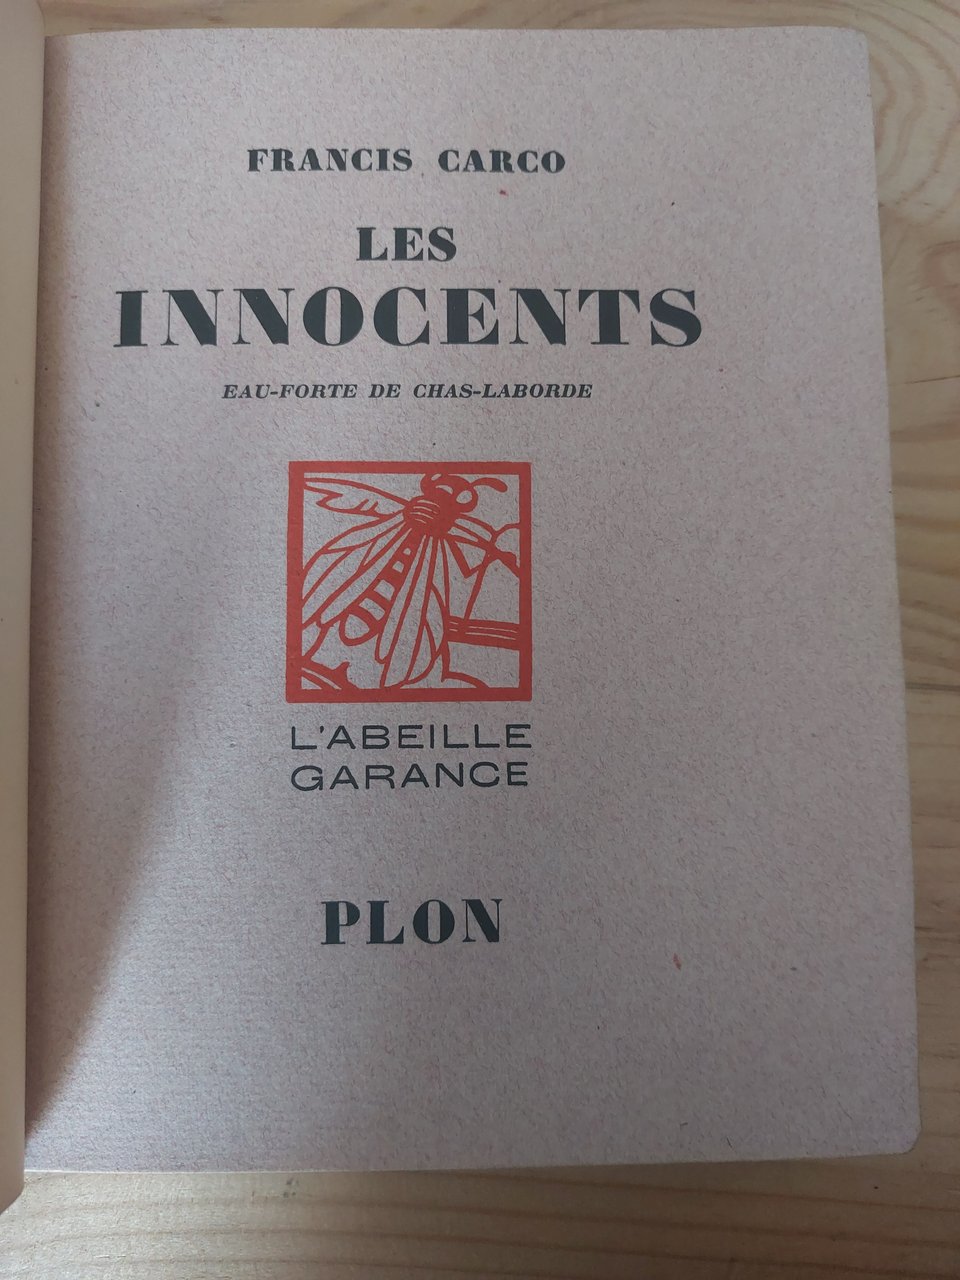 FRANCIS CARCO
LES
INNOCENTS
EAU-FORTE DE CHAS-LABORDE
L'ABEILLE
GARANCE
PLON